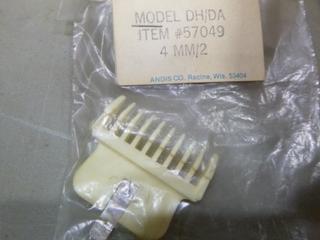 MODEL DH/DA
ITEM #57049
4 MM/2
ANDIS CO. Racine, Wis. 53404